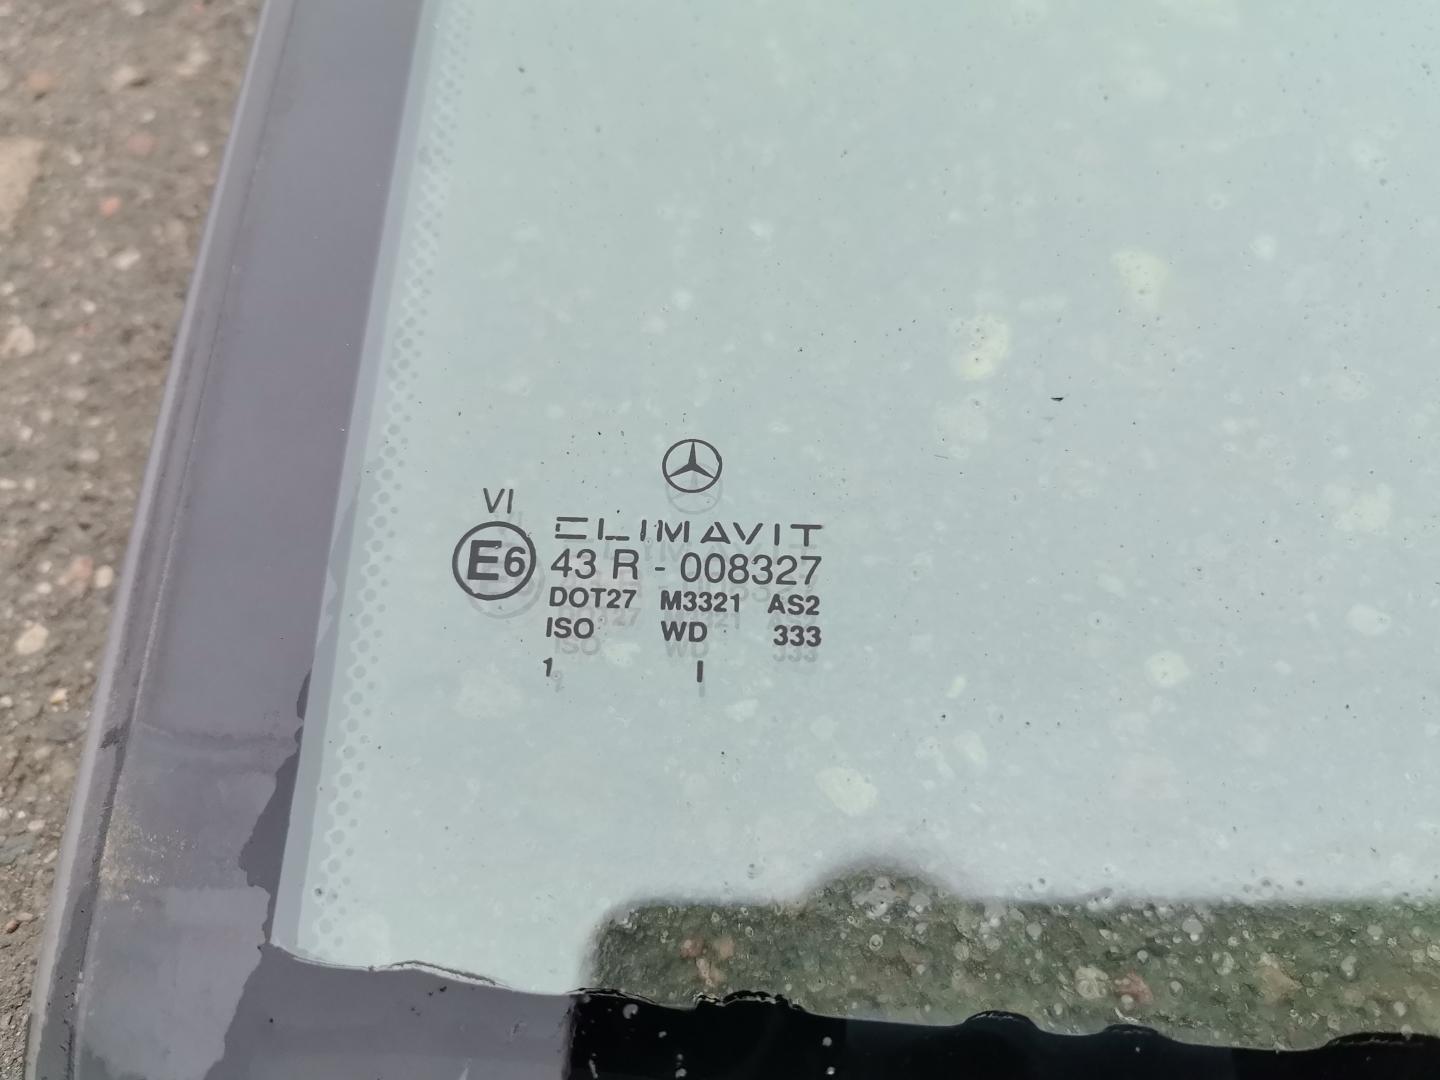 VI
CLIMAVIT
E6 43 R - 008327
DOT27 M3321 AS2
ISO WD 333
1 I